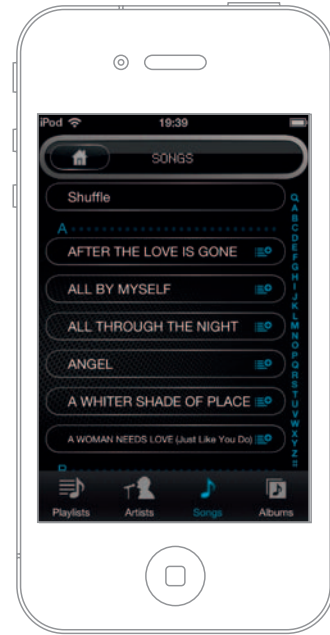 iPod 19:39
SONGS
Shuffle
A
AFTER THE LOVE IS GONE
ALL BY MYSELF
ALL THROUGH THE NIGHT
ANGEL
A WHITER SHADE OF PLACE
A WOMAN NEEDS LOVE (Just Like You Do)
B
A
B
C
D
E
F
G
H
I
J
K
L
M
N
O
P
Q
R
S
T
U
V
W
X
Y
Z
#
Playlists Artists Songs Albums